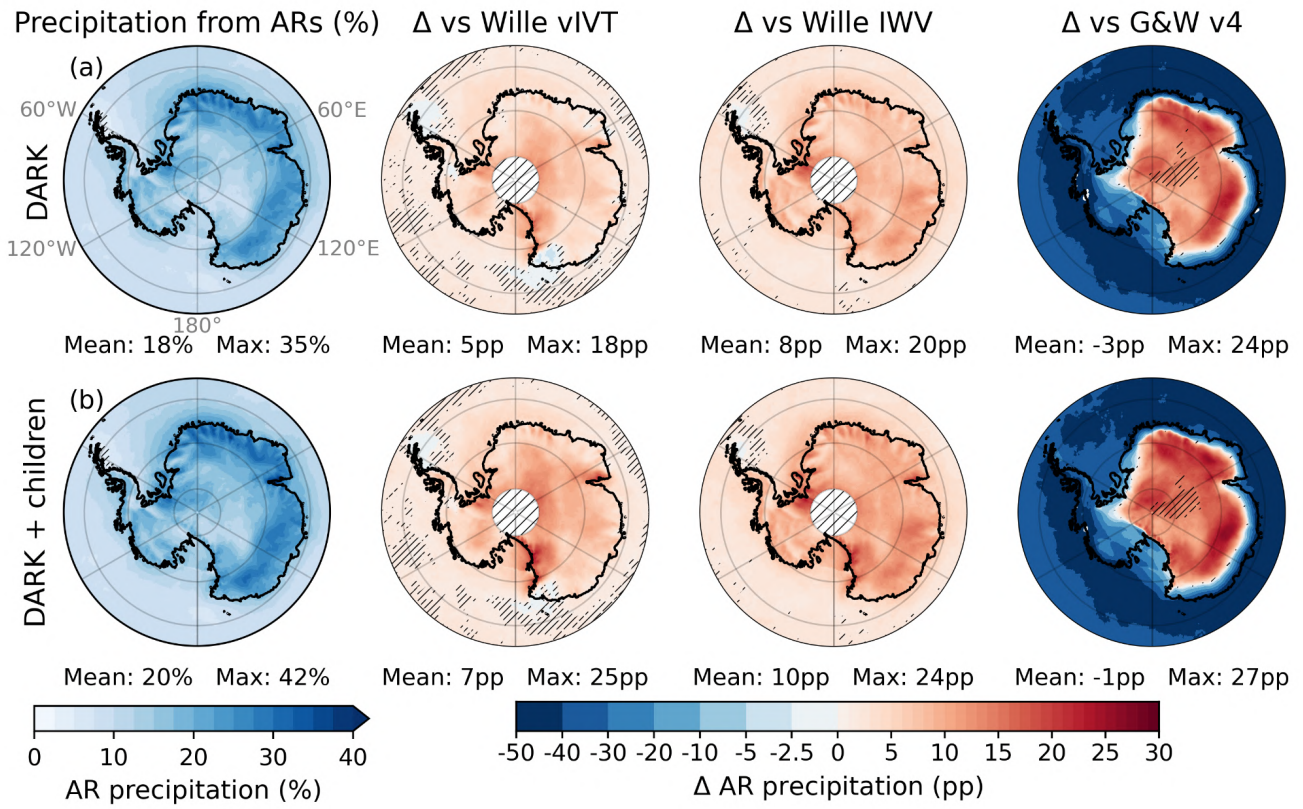 Precipitation from ARs (%) Δ vs Wille vIVT Δ vs Wille IWV Δ vs G&W v4
(a)
60°W 60°E
DARK
120°W 120°E
180°
Mean: 18% Max: 35% Mean: 5pp Max: 18pp Mean: 8pp Max: 20pp Mean: -3pp Max: 24pp
(b)
DARK + children
Mean: 20% Max: 42% Mean: 7pp Max: 25pp Mean: 10pp Max: 24pp Mean: -1pp Max: 27pp
0 10 20 30 40
AR precipitation (%)
-50 -40 -30 -20 -10 -5 -2.5 0 5 10 15 20 25 30
Δ AR precipitation (pp)